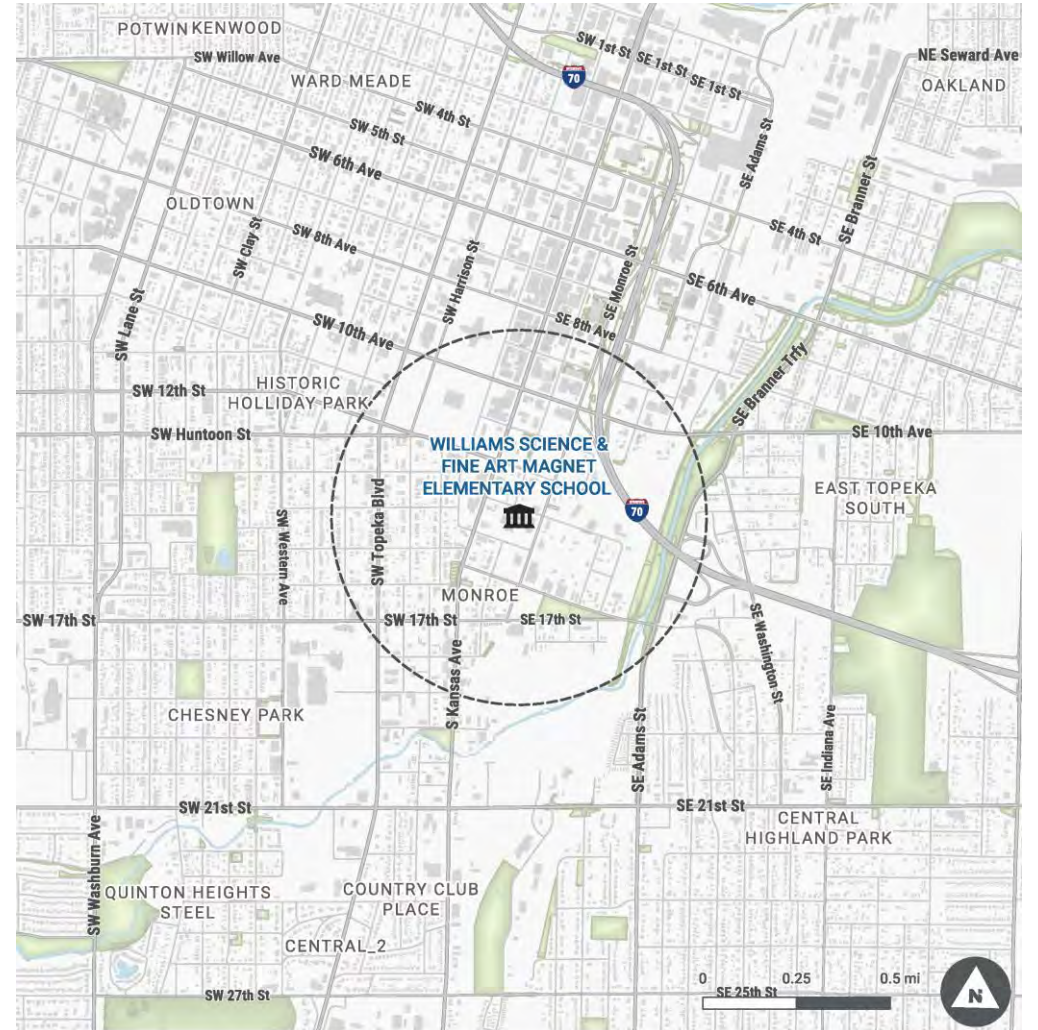 POTWIN KENWOOD
SW 1st St
SE 1st St
SE 1st St
NE Seward Ave
SW Willow Ave
70
WARD MEADE
OAKLAND
SW 4th St
SW 5th St
SE Adams St
SW 6th Ave
SE Branner St
OLDTOWN
SW Clay St
SW 8th Ave
SW Harrison St
SE Monroe St
SE 4th St
SE 6th Ave
SW Lane St
SW 10th Ave
SE 8th Ave
SE Branner Trfy
SW 12th St
HISTORIC
HOLLIDAY PARK
SW Huntoon St
SE 10th Ave
WILLIAMS SCIENCE &
FINE ART MAGNET
ELEMENTARY SCHOOL
70
EAST TOPEKA
SOUTH
SW Topeka Blvd
SW Western Ave
MONROE
SW 17th St
SW 17th St
SE 17th St
S Kansas Ave
SE Washington St
CHESNEY PARK
SE Adams St
SE Indiana Ave
SW 21st St
SE 21st St
CENTRAL
HIGHLAND PARK
SW Washburn Ave
QUINTON HEIGHTS
STEEL
COUNTRY CLUB
PLACE
CENTRAL_2
0 0.25 0.5 mi
SW 27th St
SE 25th St
N